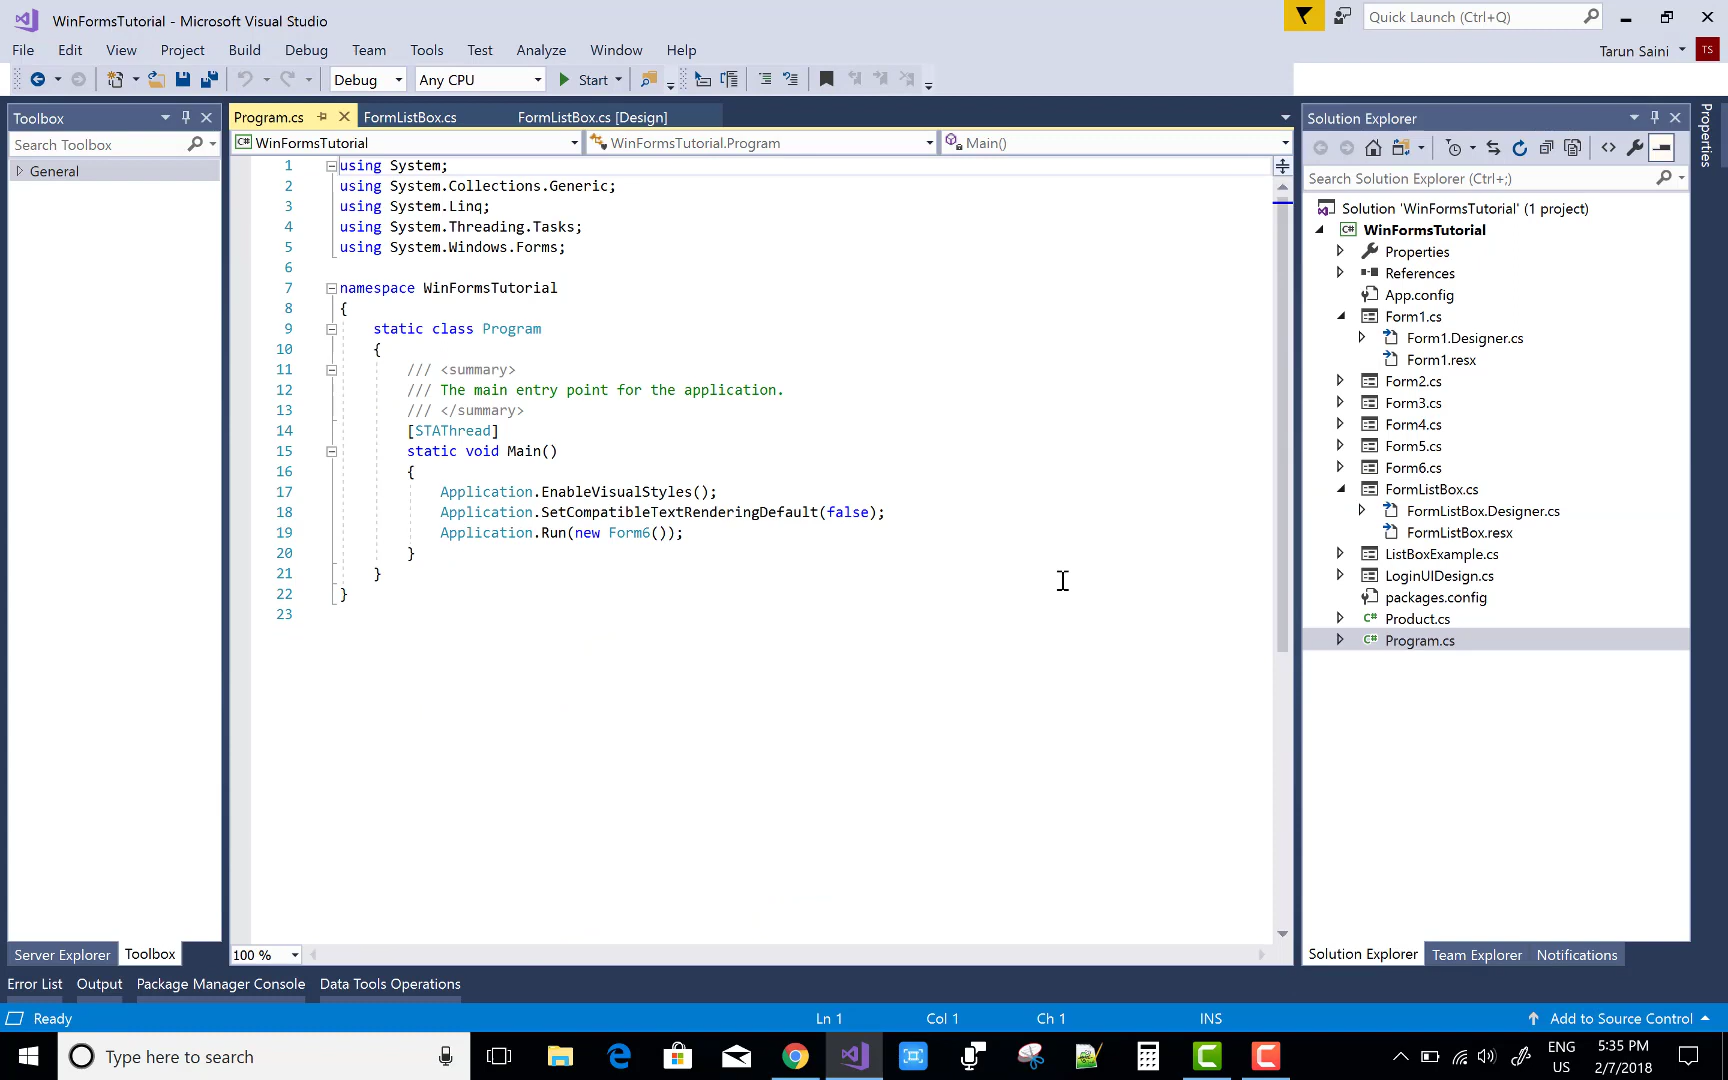 WinFormsTutorial - Microsoft Visual Studio
Quick Launch (Ctrl+Q)
File Edit View Project Build Debug Team Tools Test Analyze Window Help
Tarun Saini
TS
Debug
Any CPU
Start
Toolbox
Search Toolbox
General
Program.cs
FormListBox.cs
FormListBox.cs [Design]
C# WinFormsTutorial
WinFormsTutorial.Program
Main()
1 using System;
2 using System.Collections.Generic;
3 using System.Linq;
4 using System.Threading.Tasks;
5 using System.Windows.Forms;
6
7 namespace WinFormsTutorial
8 {
9 static class Program
10 {
11 /// <summary>
12 /// The main entry point for the application.
13 /// </summary>
14 [STAThread]
15 static void Main()
16 {
17 Application.EnableVisualStyles();
18 Application.SetCompatibleTextRenderingDefault(false);
19 Application.Run(new Form6());
20 }
21 }
22 }
23
100 %
Solution Explorer
Search Solution Explorer (Ctrl+;)
Solution 'WinFormsTutorial' (1 project)
C# WinFormsTutorial
Properties
References
App.config
Form1.cs
Form1.Designer.cs
Form1.resx
Form2.cs
Form3.cs
Form4.cs
Form5.cs
Form6.cs
FormListBox.cs
FormListBox.Designer.cs
FormListBox.resx
ListBoxExample.cs
LoginUIDesign.cs
packages.config
C# Product.cs
C# Program.cs
Properties
Server Explorer
Toolbox
Solution Explorer
Team Explorer
Notifications
Error List
Output
Package Manager Console
Data Tools Operations
Ready
Ln 1
Col 1
Ch 1
INS
Add to Source Control
Type here to search
ENG
US
5:35 PM
2/7/2018